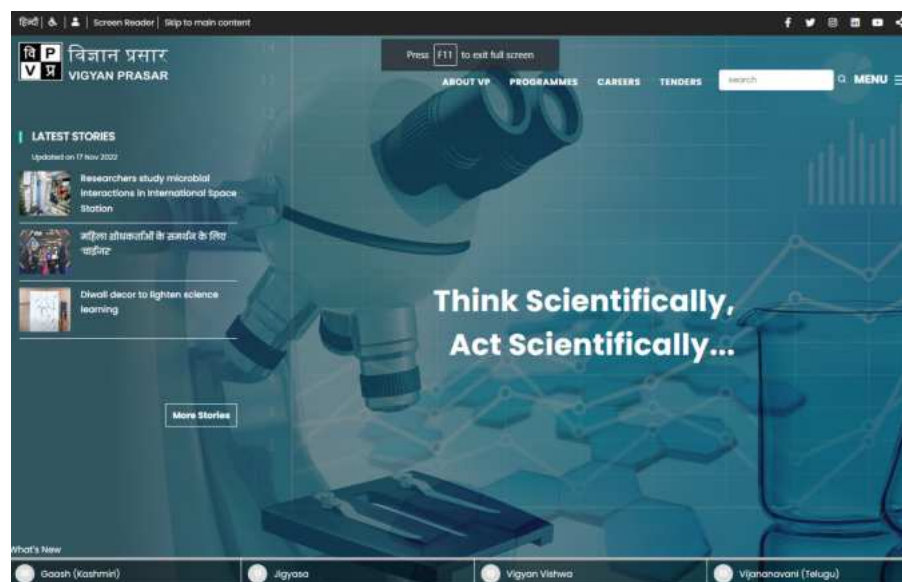 हिन्दी | Screen Reader | Skip to main content
वि P
V प्र
विज्ञान प्रसार
VIGYAN PRASAR
Press F11 to exit full screen
ABOUT VP PROGRAMMES CAREERS TENDERS search MENU
LATEST STORIES
Updated on 17 Nov 2022
Researchers study microbial
interactions in International Space
Station
महिला शोधकर्ताओं के समर्थन के लिए
'वाईजर'
Diwali decor to lighten science
learning
Think Scientifically,
Act Scientifically...
More Stories
What's New
Gaash (Kashmiri) Jigyasa Vigyan Vishwa Vijnanavani (Telugu)